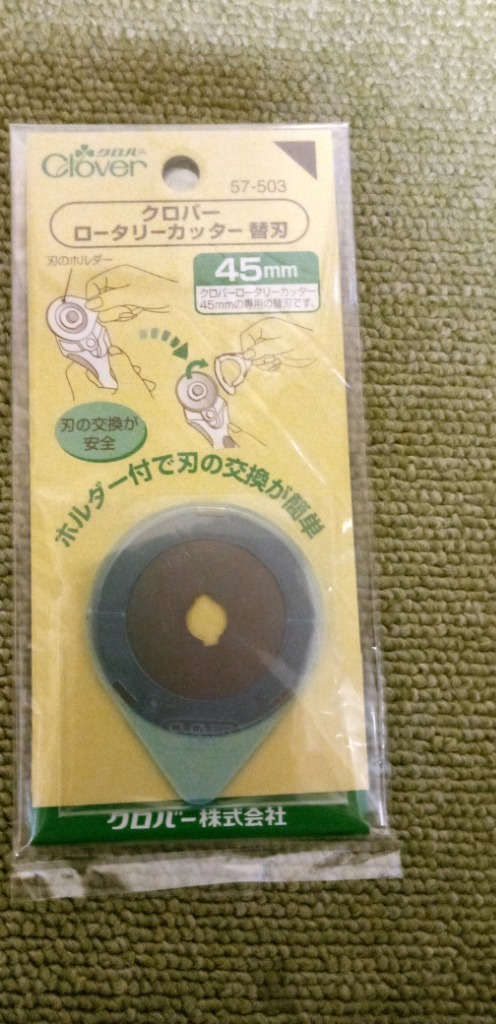 クロバー
Clover
57-503
クロバー
ロータリーカッター 替刃
刃のホルダー
45mm
クロバーロータリーカッター
45mmの専用の替刃です。
刃の交換が
安全
ホルダー付で刃の交換が簡単
CLOVER
クロバー株式会社